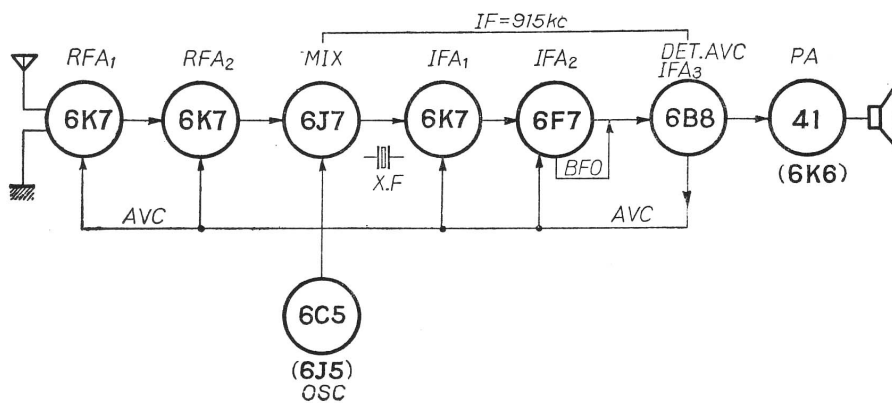 IF=915kc
RFA₁
RFA₂
MIX
IFA₁
IFA₂
DET.AVC
IFA₃
PA
6K7
6K7
6J7
6K7
6F7
6B8
41
X.F
BFO
(6K6)
AVC
AVC
6C5
(6J5)
OSC